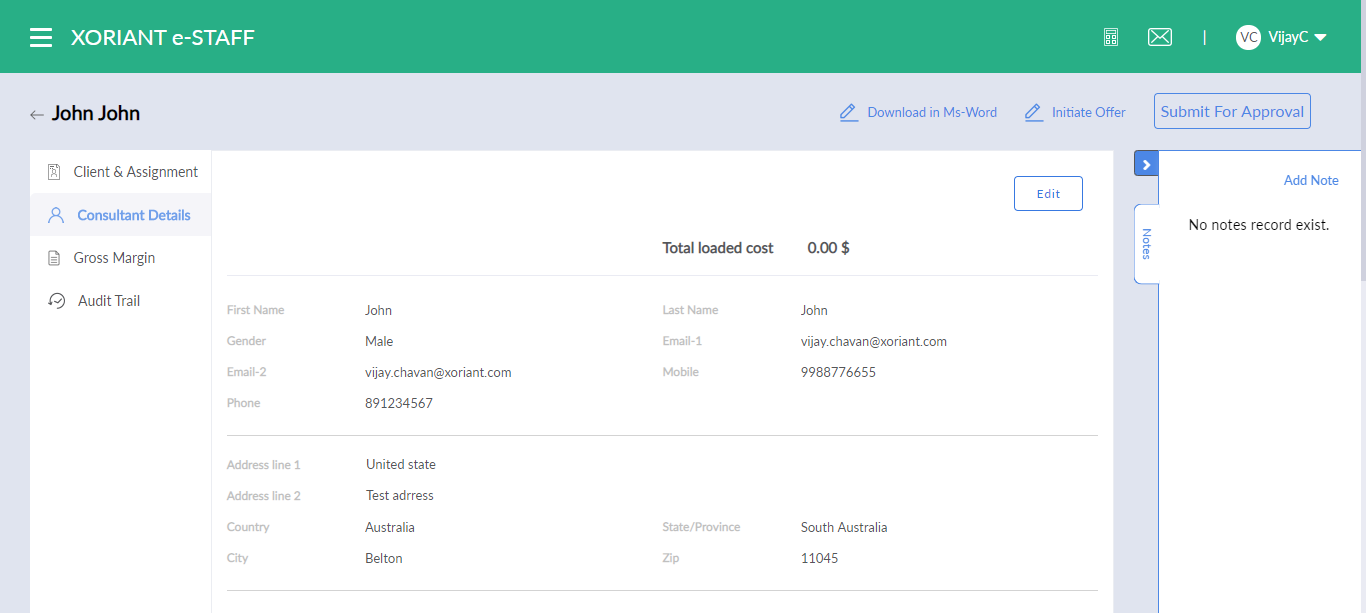 XORIANT e-STAFF
VC VijayC
John John
Download in Ms-Word
Initiate Offer
Submit For Approval
Client & Assignment
Consultant Details
Gross Margin
Audit Trail
Edit
Total loaded cost 0.00 $
First Name John Last Name John
Gender Male Email-1 vijay.chavan@xoriant.com
Email-2 vijay.chavan@xoriant.com Mobile 9988776655
Phone 891234567
Address line 1 United state
Address line 2 Test adrress
Country Australia State/Province South Australia
City Belton Zip 11045
Notes
Add Note
No notes record exist.